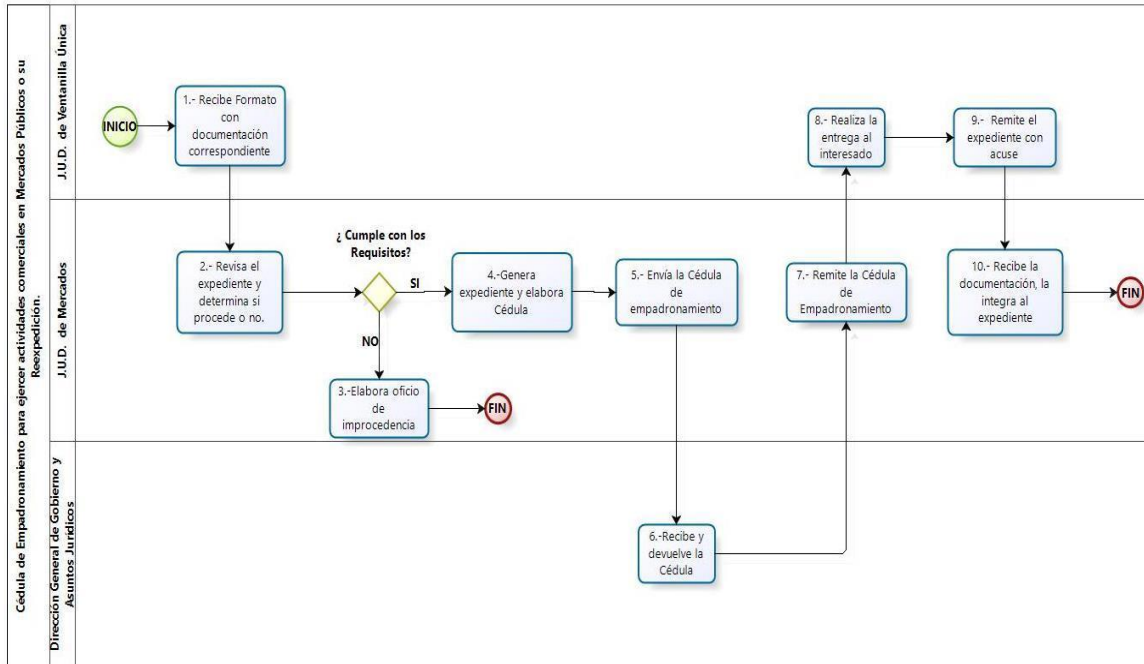 Cédula de Empadronamiento para ejercer actividades comerciales en Mercados Públicos o su
Reexpedición.
J.U.D. de Ventanilla Única
INICIO
1.- Recibe Formato
con
documentación
correspondiente
8.- Realiza la
entrega al
interesado
9.- Remite el
expediente con
acuse
J.U.D. de Mercados
2.- Revisa el
expediente y
determina si
procede o no.
¿ Cumple con los
Requisitos?
SI
NO
3.-Elabora oficio
de
improcedencia
FIN
4.-Genera
expediente y elabora
Cédula
5.- Envía la Cédula
de
empadronamiento
7.- Remite la Cédula
de
Empadronamiento
10.- Recibe la
documentación, la
integra al
expediente
FIN
Dirección General de Gobierno y
Asuntos Jurídicos
6.-Recibe y
devuelve la
Cédula